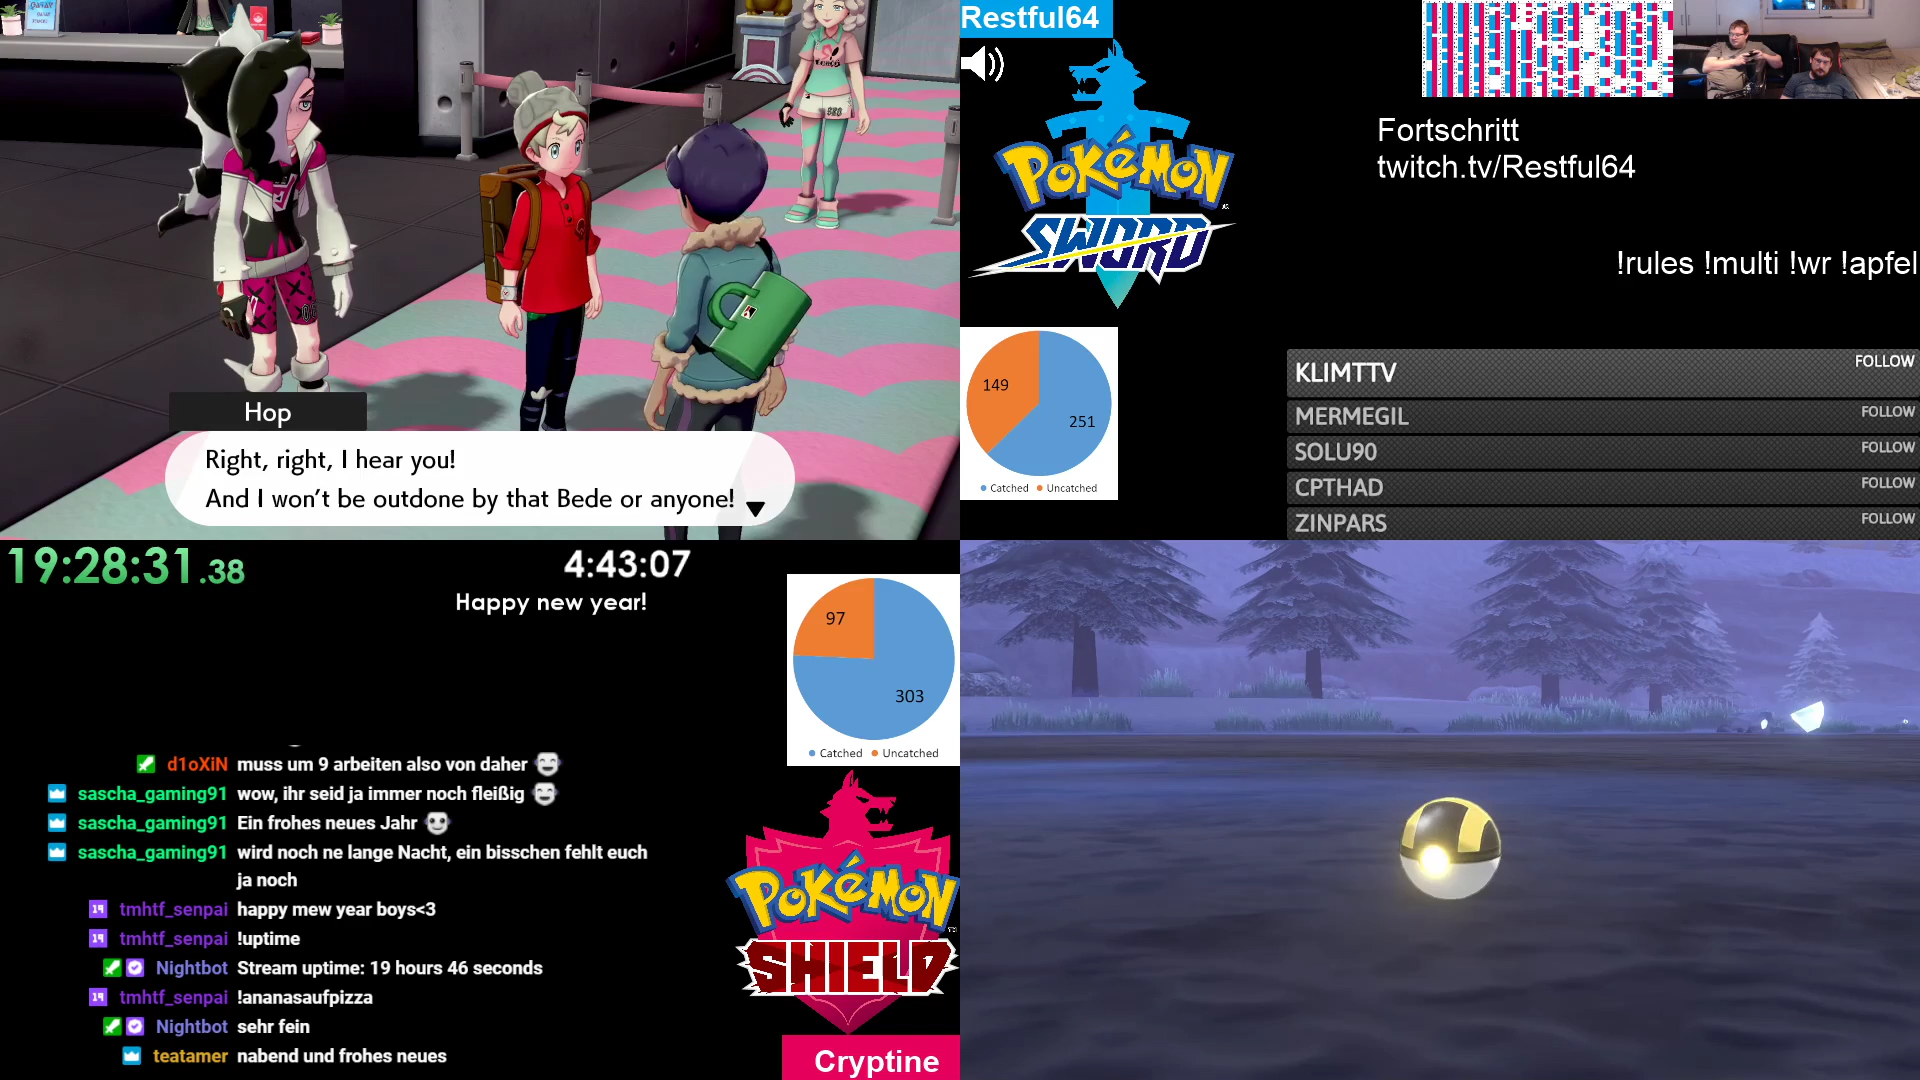 Hop
Right, right, I hear you!
And I won't be outdone by that Bede or anyone!
Restful64
POKéMON
SWORD
Fortschritt
twitch.tv/Restful64
!rules !multi !wr !apfel
149
251
Catched Uncatched
KLIMTTV FOLLOW
MERMEGIL FOLLOW
SOLU90 FOLLOW
CPTHAD FOLLOW
ZINPARS FOLLOW
19:28:31.38
4:43:07
Happy new year!
97
303
Catched Uncatched
d1oXiN muss um 9 arbeiten also von daher
sascha_gaming91 wow, ihr seid ja immer noch fleißig
sascha_gaming91 Ein frohes neues Jahr
sascha_gaming91 wird noch ne lange Nacht, ein bisschen fehlt euch
ja noch
19 tmhtf_senpai happy mew year boys<3
19 tmhtf_senpai !uptime
Nightbot Stream uptime: 19 hours 46 seconds
19 tmhtf_senpai !ananasaufpizza
Nightbot sehr fein
teatamer nabend und frohes neues
POKéMON
SHIELD
Cryptine